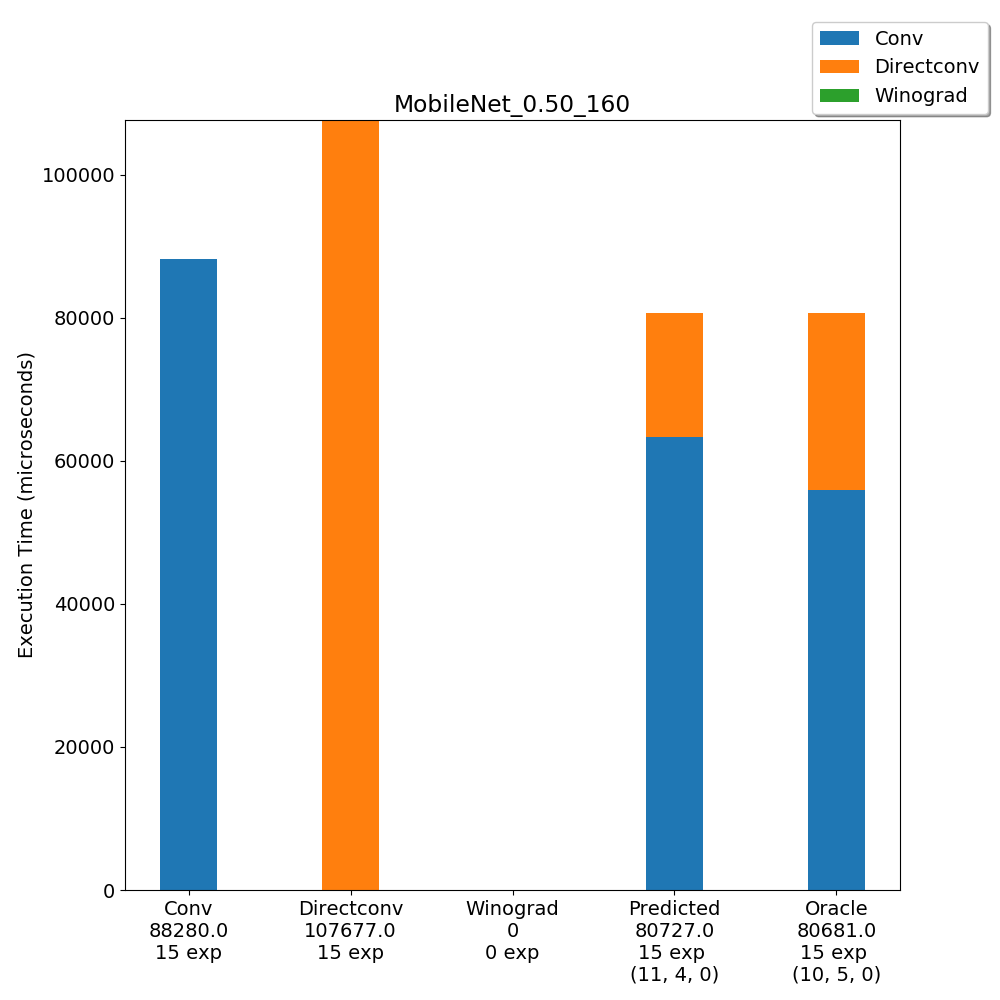 Conv
Directconv
Winograd
MobileNet_0.50_160
Execution Time (microseconds)
100000
80000
60000
40000
20000
0
Conv
88280.0
15 exp
Directconv
107677.0
15 exp
Winograd
0
0 exp
Predicted
80727.0
15 exp
(11, 4, 0)
Oracle
80681.0
15 exp
(10, 5, 0)